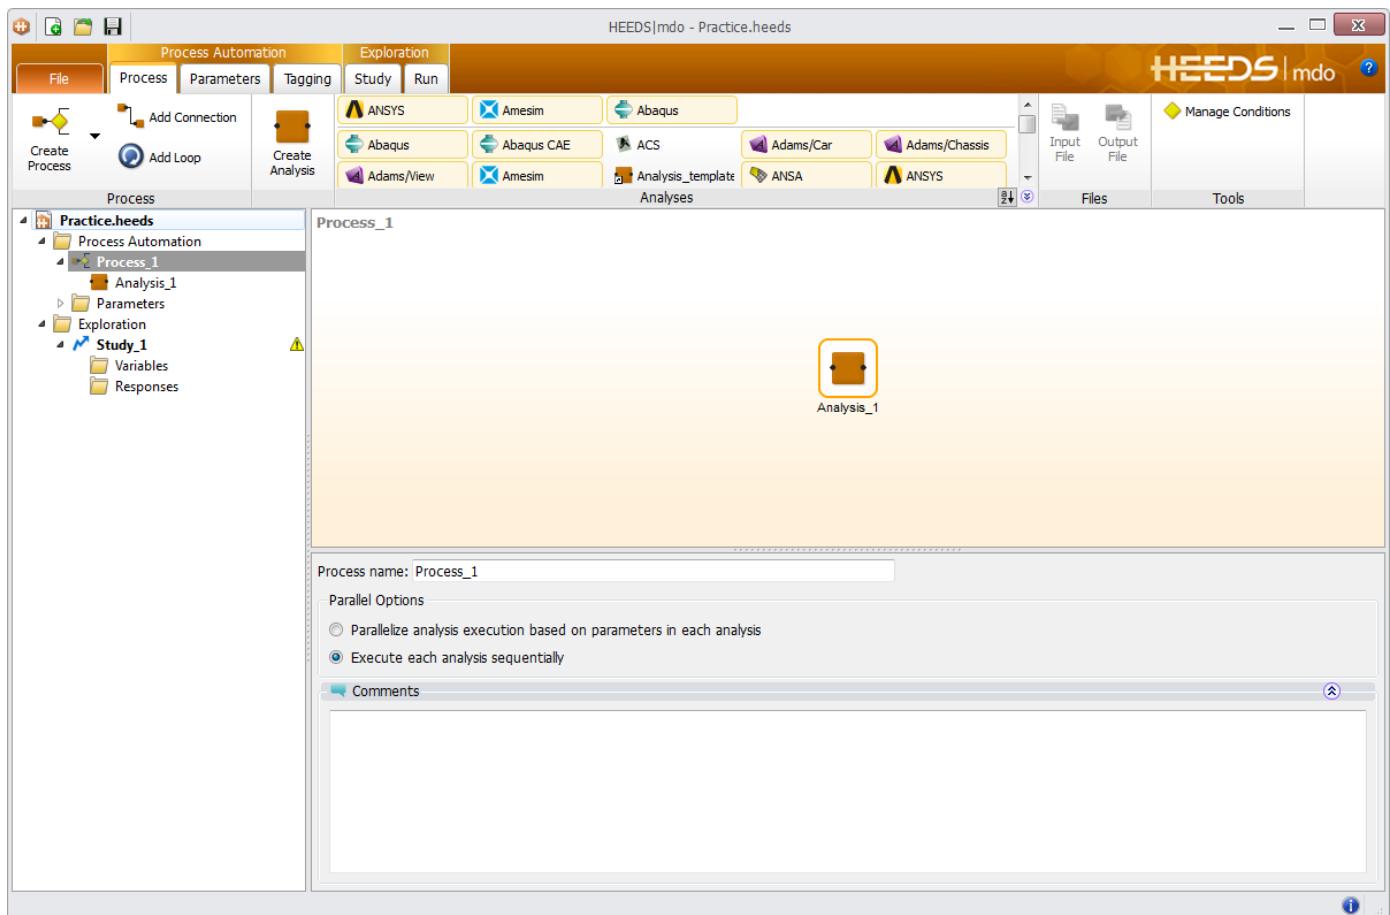 HEEDS|mdo - Practice.heeds
Process Automation
Exploration
File
Process
Parameters
Tagging
Study
Run
HEEDS | mdo
Create Process
Add Connection
Add Loop
Process
Create Analysis
ANSYS
Amesim
Abaqus
Abaqus
Abaqus CAE
ACS
Adams/Car
Adams/Chassis
Adams/View
Amesim
Analysis_template
ANSA
ANSYS
Analyses
Input File
Output File
Files
Manage Conditions
Tools
Practice.heeds
Process Automation
Process_1
Analysis_1
Parameters
Exploration
Study_1
Variables
Responses
Process_1
Analysis_1
Process name: Process_1
Parallel Options
Parallelize analysis execution based on parameters in each analysis
Execute each analysis sequentially
Comments